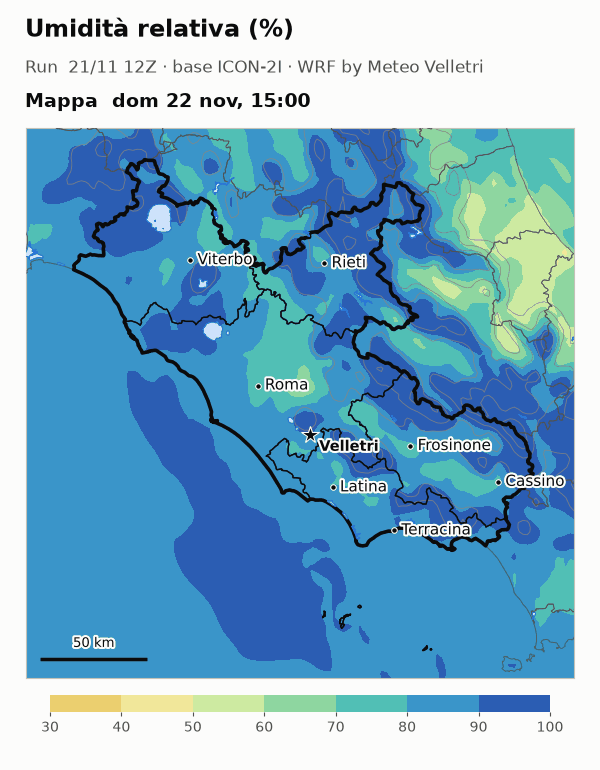 Umidità relativa (%)
Run 21/11 12Z · base ICON-2I · WRF by Meteo Velletri
Mappa dom 22 nov, 15:00
Viterbo
Rieti
Roma
Velletri
Frosinone
Cassino
Latina
Terracina
50 km
30 40 50 60 70 80 90 100